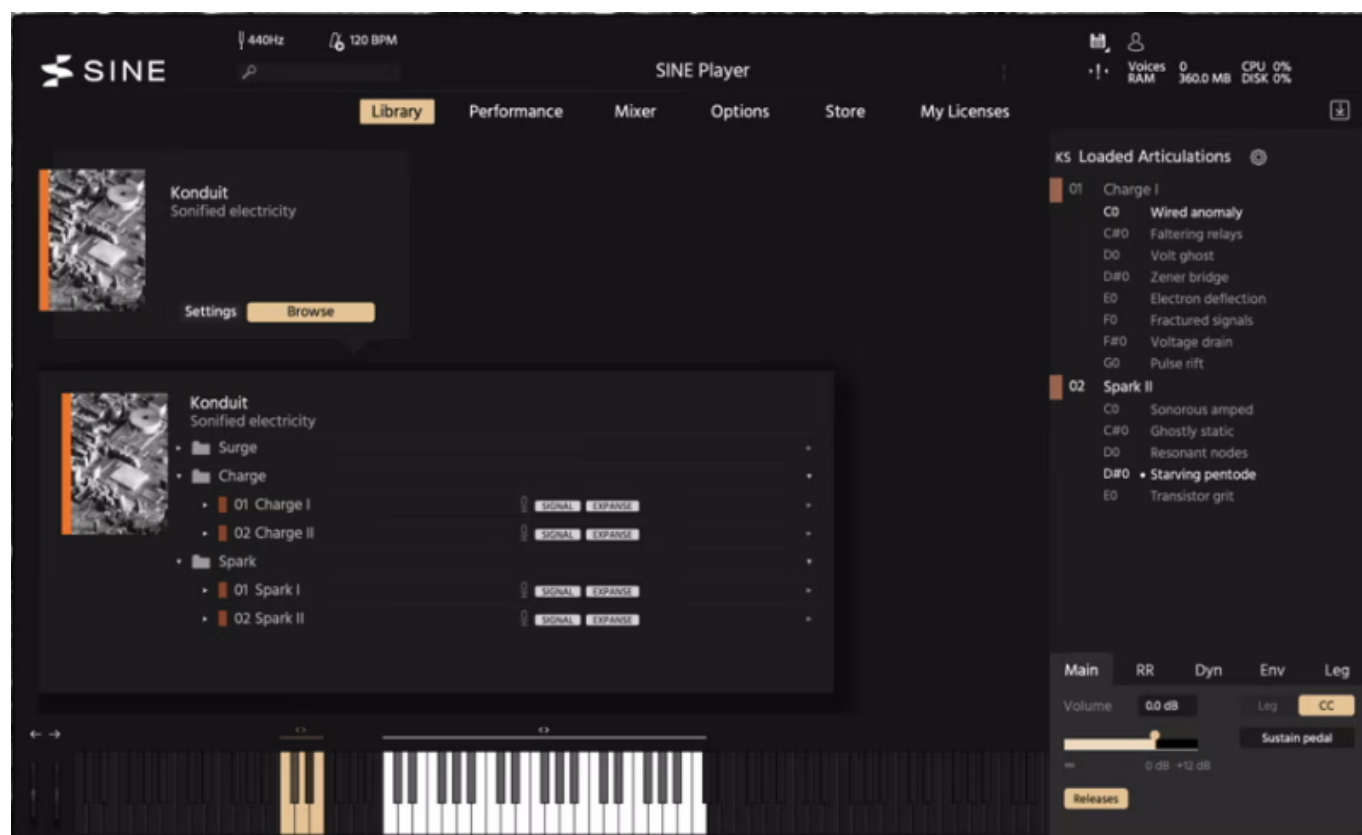 440Hz 120 BPM
SINE
SINE Player
Voices 0 CPU 0%
RAM 360.0 MB DISK 0%
Library Performance Mixer Options Store My Licenses
Konduit
Sonified electricity
Settings Browse
Konduit
Sonified electricity
Surge
Charge
01 Charge I SIGNAL EXPANSE
02 Charge II SIGNAL EXPANSE
Spark
01 Spark I SIGNAL EXPANSE
02 Spark II SIGNAL EXPANSE
KS Loaded Articulations
01 Charge I
C0 Wired anomaly
C#0 Faltering relays
D0 Volt ghost
D#0 Zener bridge
E0 Electron deflection
F0 Fractured signals
F#0 Voltage drain
G0 Pulse rift
02 Spark II
C0 Sonorous amped
C#0 Ghostly static
D0 Resonant nodes
D#0 • Starving pentode
E0 Transistor grit
Main RR Dyn Env Leg
Volume 0.0 dB Leg CC
Sustain pedal
∞ 0 dB +12 dB
Releases